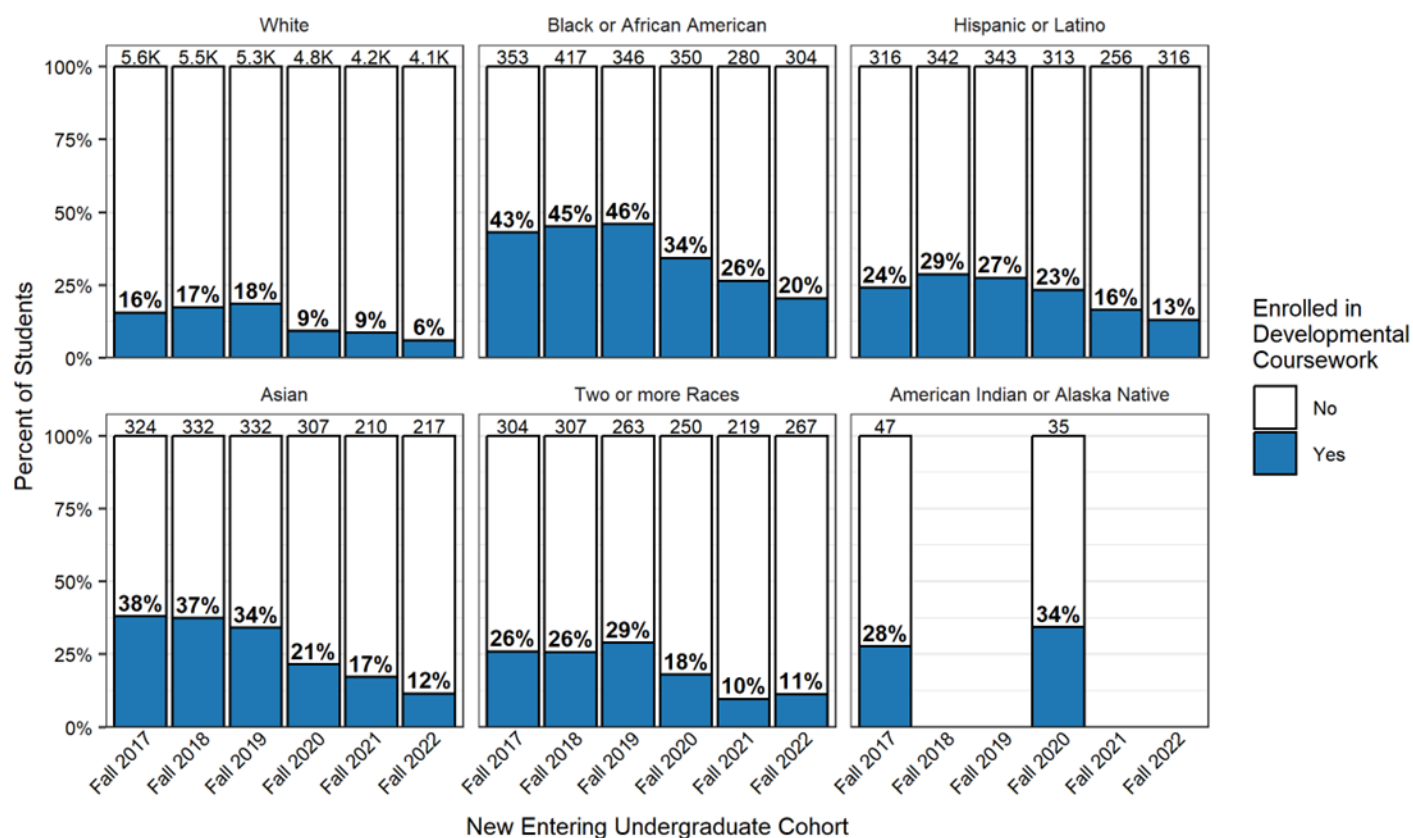 White
Black or African American
Hispanic or Latino
5.6K 5.5K 5.3K 4.8K 4.2K 4.1K
353 417 346 350 280 304
316 342 343 313 256 316
100%
75%
50%
25%
0%
16% 17% 18% 9% 9% 6%
43% 45% 46% 34% 26% 20%
24% 29% 27% 23% 16% 13%
Percent of Students
Asian
Two or more Races
American Indian or Alaska Native
324 332 332 307 210 217
304 307 263 250 219 267
47 35
100%
75%
50%
25%
0%
38% 37% 34% 21% 17% 12%
26% 26% 29% 18% 10% 11%
28% 34%
Fall 2017 Fall 2018 Fall 2019 Fall 2020 Fall 2021 Fall 2022
Fall 2017 Fall 2018 Fall 2019 Fall 2020 Fall 2021 Fall 2022
Fall 2017 Fall 2018 Fall 2019 Fall 2020 Fall 2021 Fall 2022
New Entering Undergraduate Cohort
Enrolled in
Developmental
Coursework
No
Yes